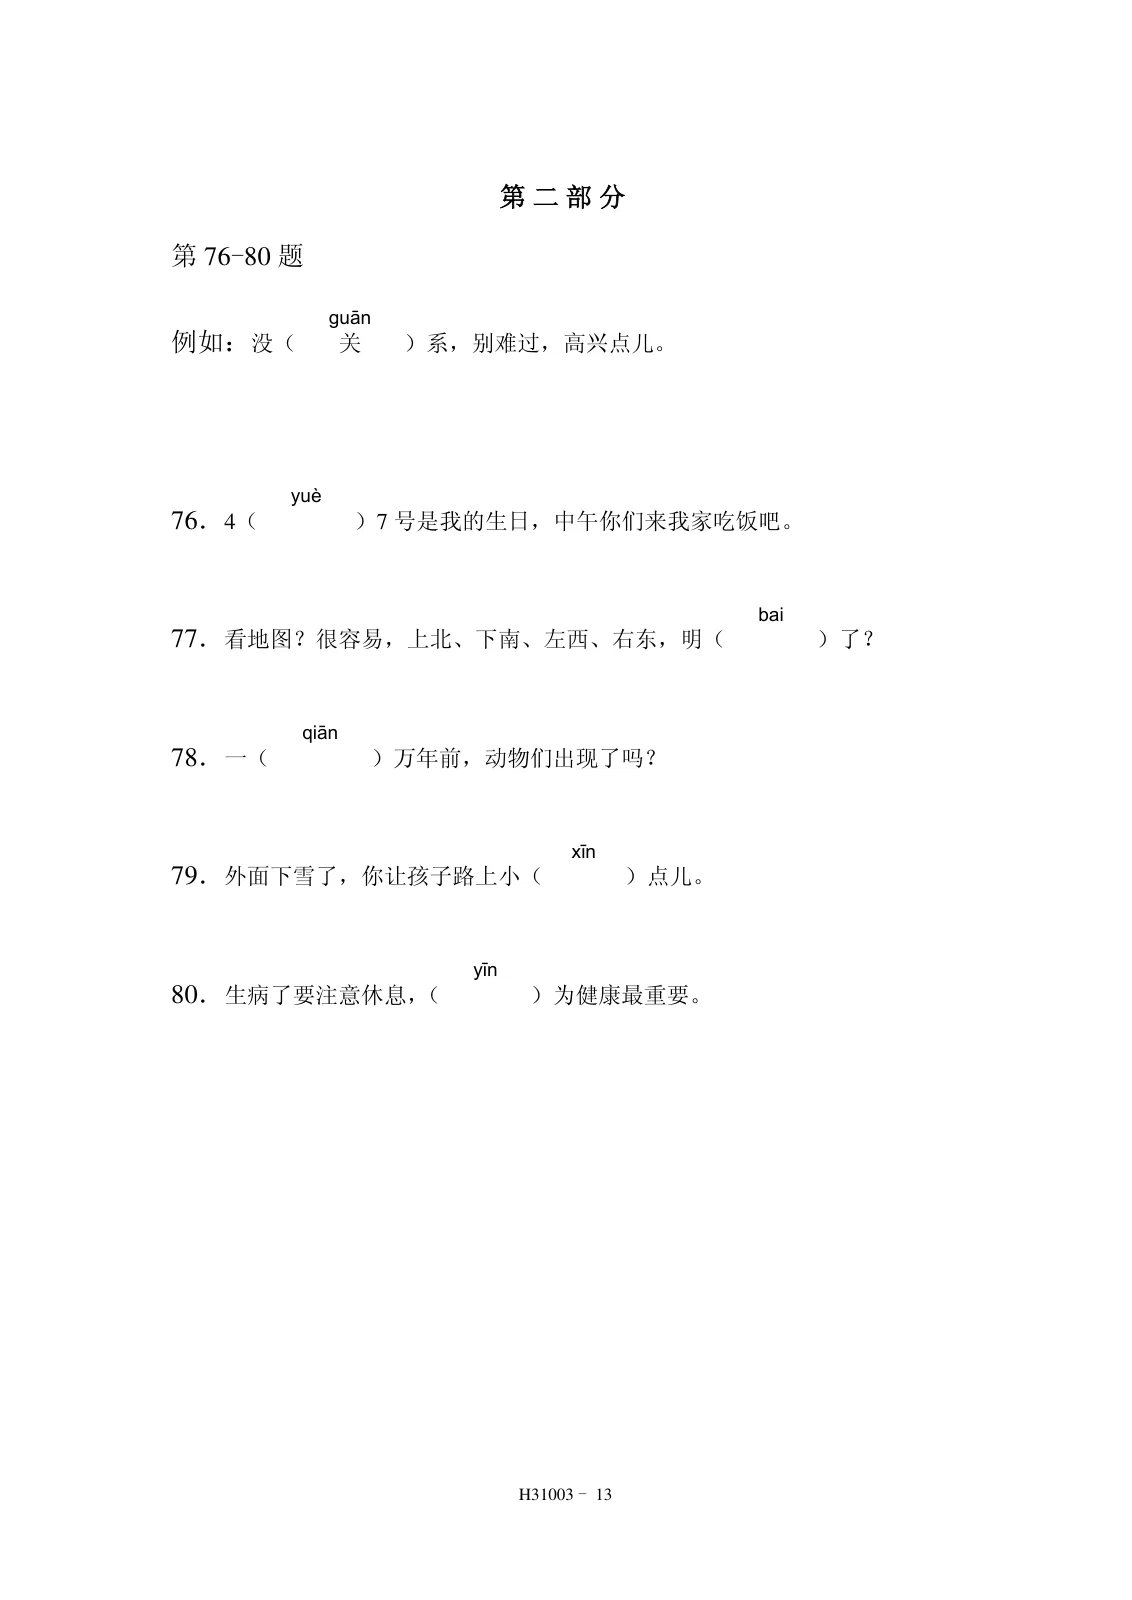 第 二 部 分
第 76-80 题
guān
例如：没（ 关 ）系，别难过，高兴点儿。
yuè
76．4（ ）7 号是我的生日，中午你们来我家吃饭吧。
bai
77．看地图？很容易，上北、下南、左西、右东，明（ ）了？
qiān
78．一（ ）万年前，动物们出现了吗？
xīn
79．外面下雪了，你让孩子路上小（ ）点儿。
yīn
80．生病了要注意休息，（ ）为健康最重要。
H31003﹣ 13